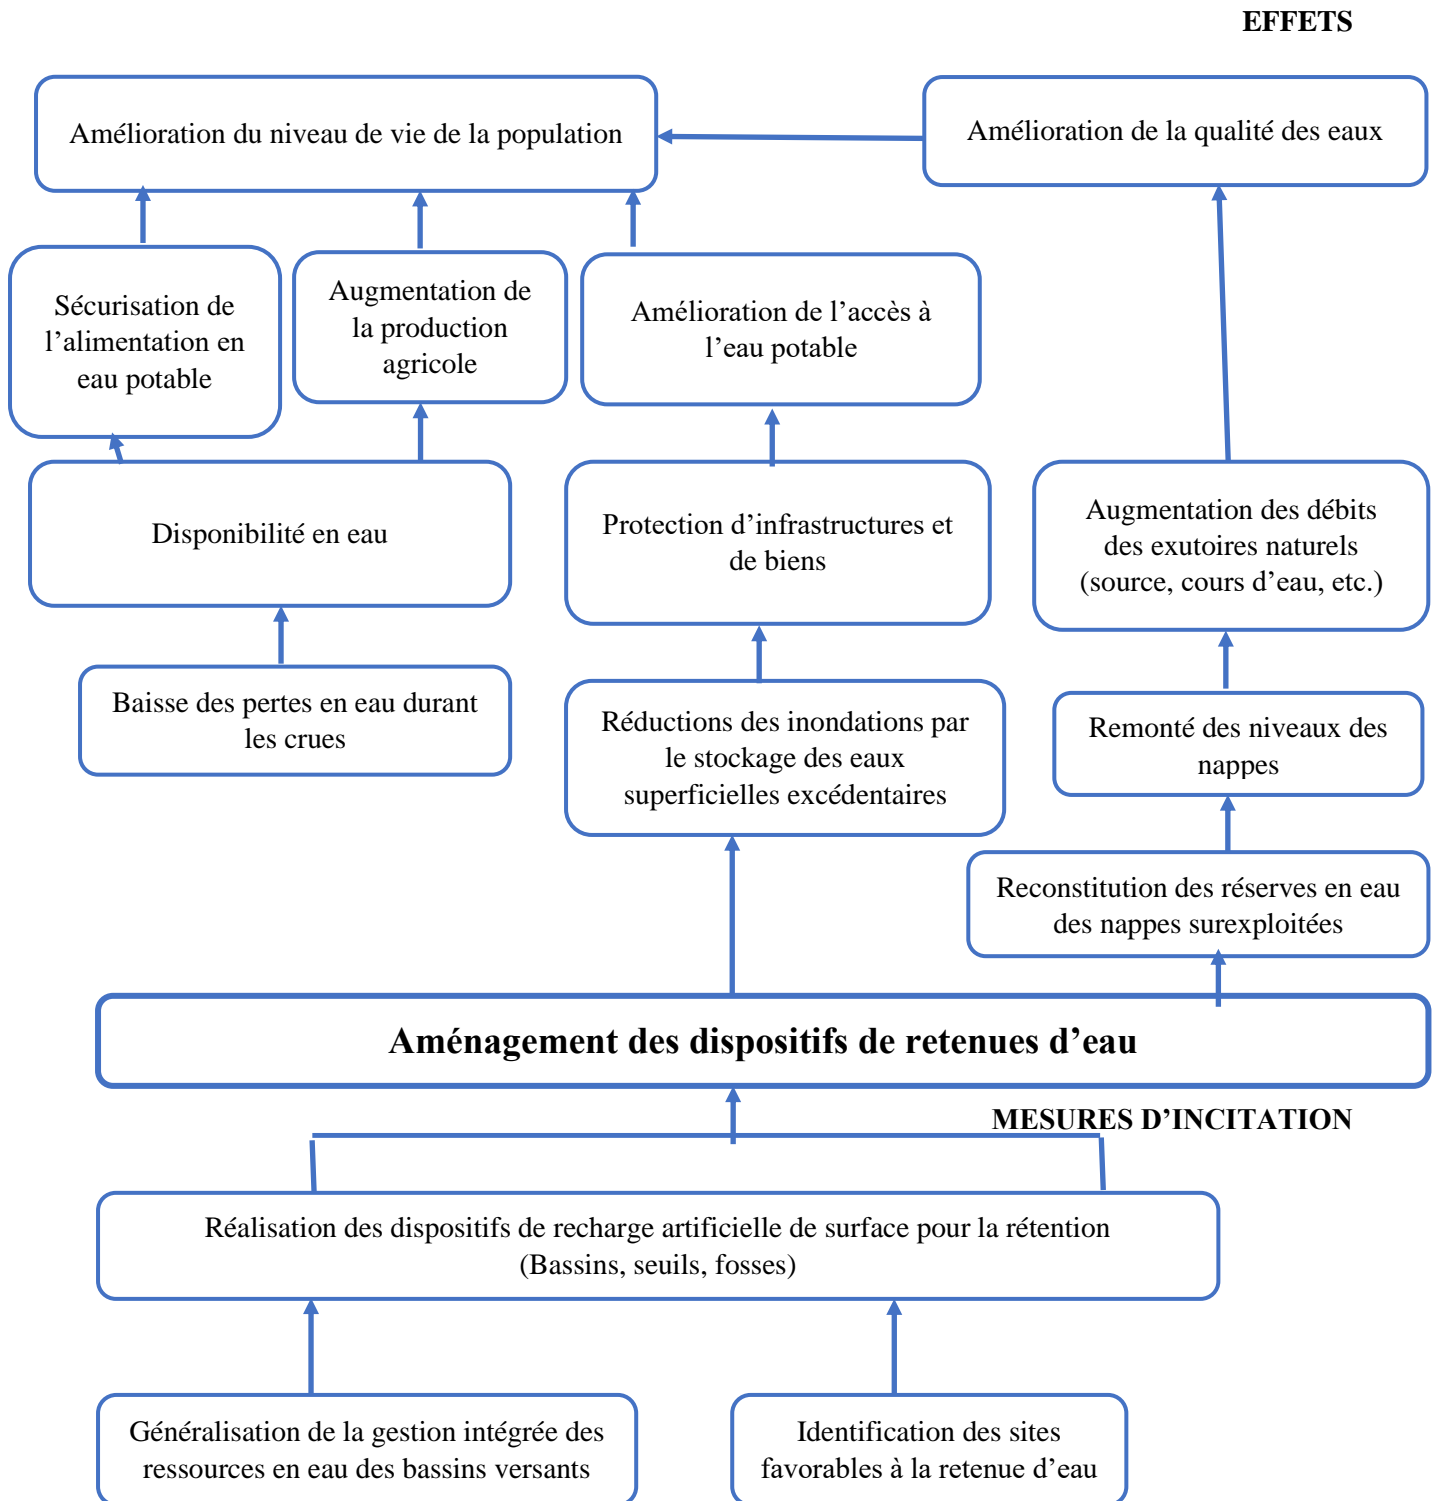 EFFETS
Amélioration du niveau de vie de la population
Amélioration de la qualité des eaux
Sécurisation de
l’alimentation en
eau potable
Augmentation de
la production
agricole
Amélioration de l’accès à
l’eau potable
Disponibilité en eau
Protection d’infrastructures et
de biens
Augmentation des débits
des exutoires naturels
(source, cours d’eau, etc.)
Baisse des pertes en eau durant
les crues
Réductions des inondations par
le stockage des eaux
superficielles excédentaires
Remonté des niveaux des
nappes
Reconstitution des réserves en eau
des nappes surexploitées
Aménagement des dispositifs de retenues d’eau
MESURES D’INCITATION
Réalisation des dispositifs de recharge artificielle de surface pour la rétention
(Bassins, seuils, fosses)
Généralisation de la gestion intégrée des
ressources en eau des bassins versants
Identification des sites
favorables à la retenue d’eau